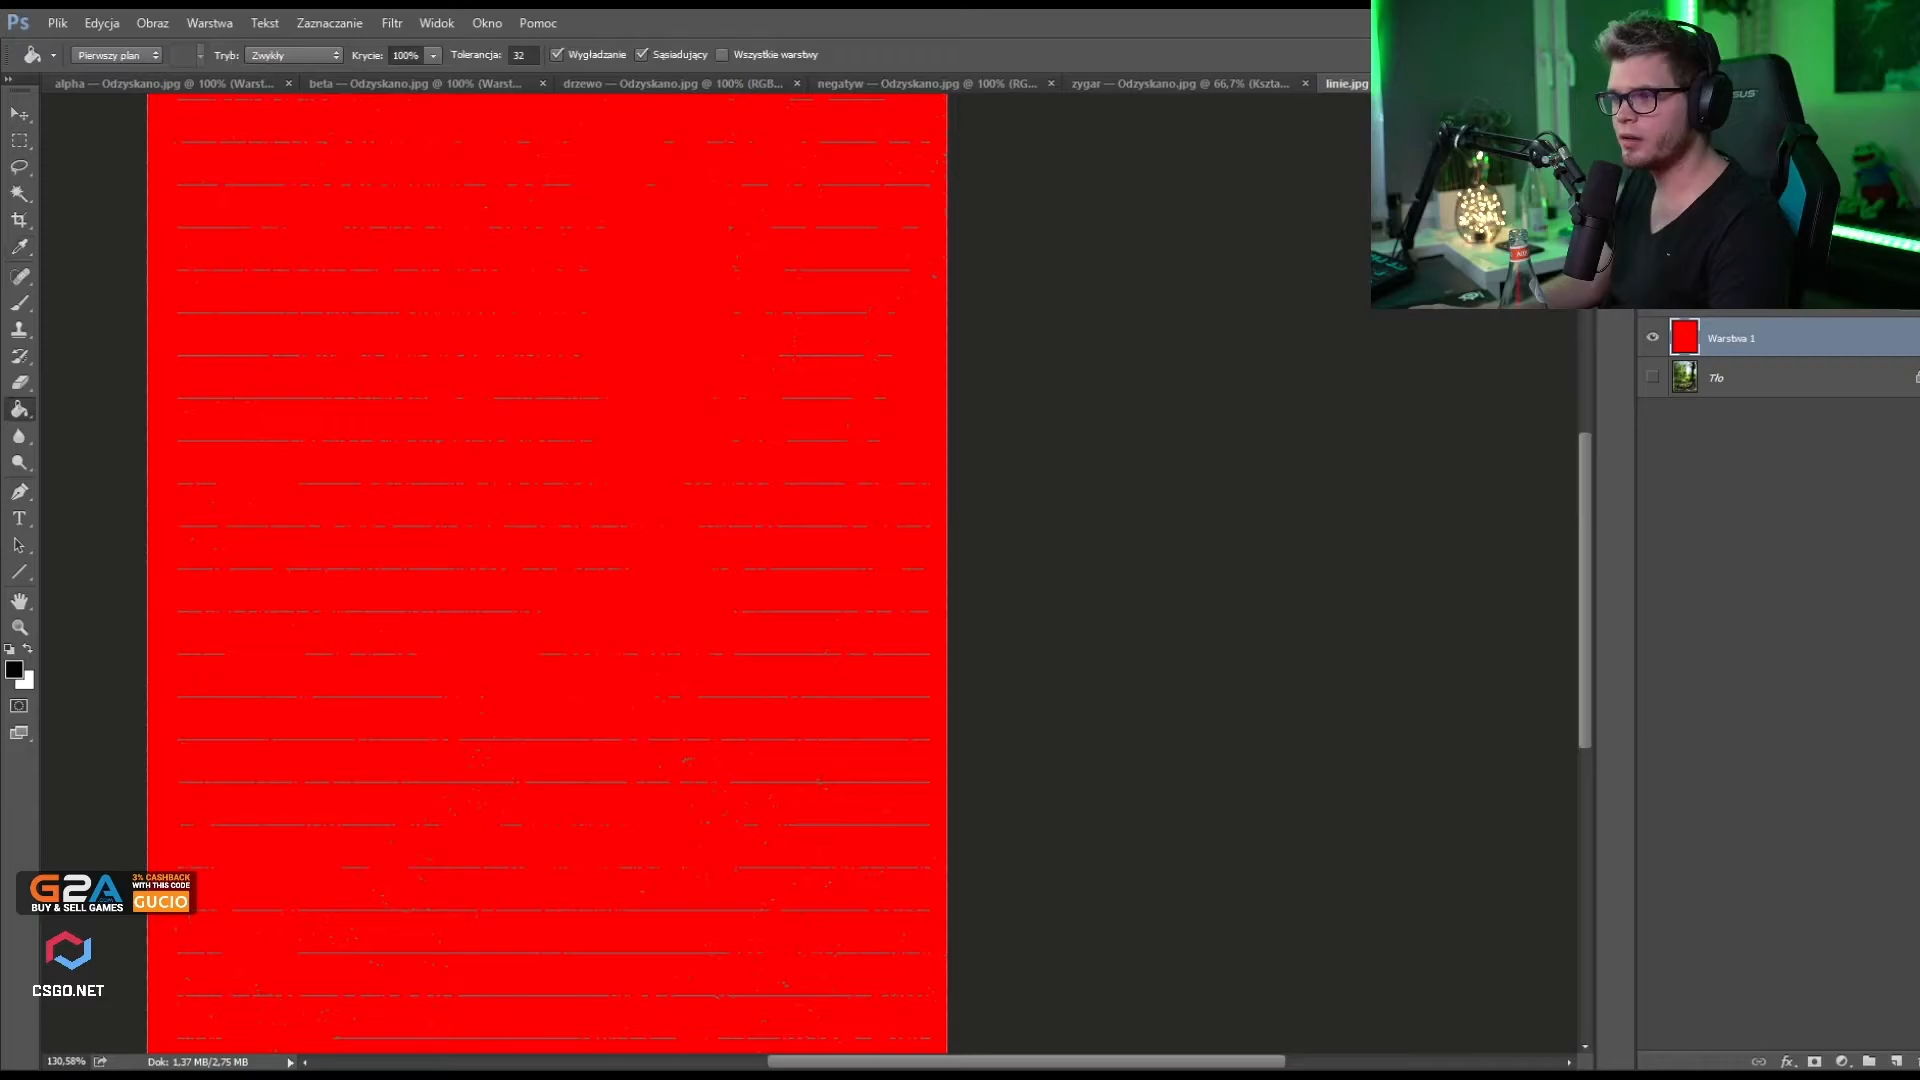 Ps Plik Edycja Obraz Warstwa Tekst Zaznaczanie Filtr Widok Okno Pomoc
Pierwszy plan Tryb: Zwykły Krycie: 100% Tolerancja: 32 Wygładzanie Sąsiadujący Wszystkie warstwy
alpha — Odzyskano.jpg @ 100% (Warst... × beta — Odzyskano.jpg @ 100% (Warst... × drzewo — Odzyskano.jpg @ 100% (RGB... × negatyw — Odzyskano.jpg @ 100% (RG... × zygar — Odzyskano.jpg @ 66,7% (Kszta... × linie.jpg
Warstwa 1
Tło
G2A.COM
BUY & SELL GAMES
3% CASHBACK
WITH THIS CODE
GUCIO
CSGO.NET
130,58% Dok: 1,37 MB/2,75 MB